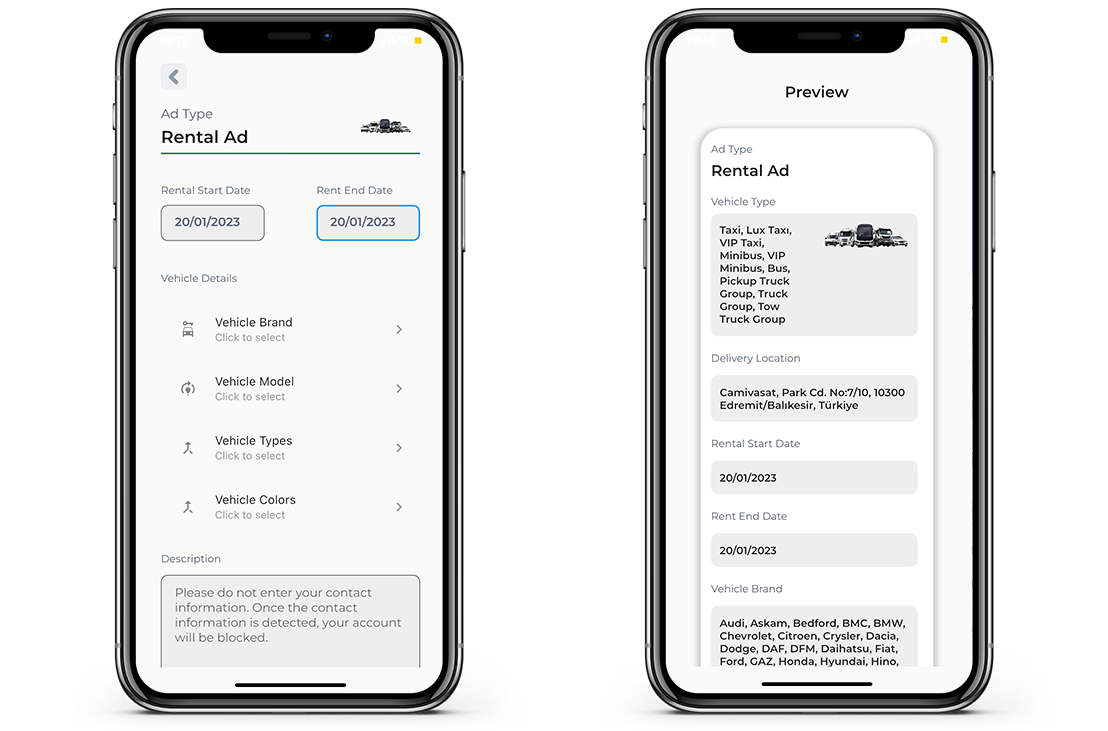 Ad Type
Rental Ad
Rental Start Date
Rent End Date
20/01/2023
20/01/2023
Vehicle Details
Vehicle Brand
Click to select
Vehicle Model
Click to select
Vehicle Types
Click to select
Vehicle Colors
Click to select
Description
Please do not enter your contact
information. Once the contact
information is detected, your account
will be blocked.
Preview
Ad Type
Rental Ad
Vehicle Type
Taxi, Lux Taxı,
VIP Taxi,
Minibus, VIP
Minibus, Bus,
Pickup Truck
Group, Truck
Group, Tow
Truck Group
Delivery Location
Camivasat, Park Cd. No:7/10, 10300
Edremit/Balıkesir, Türkiye
Rental Start Date
20/01/2023
Rent End Date
20/01/2023
Vehicle Brand
Audi, Askam, Bedford, BMC, BMW,
Chevrolet, Citroen, Crysler, Dacia,
Dodge, DAF, DFM, Daihatsu, Fiat,
Ford, GAZ, Honda, Hyundai, Hino,